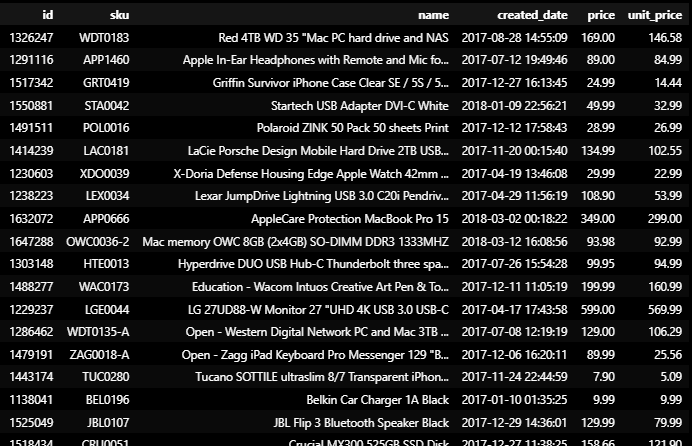 id sku name created_date price unit_price
1326247 WDT0183 Red 4TB WD 35 "Mac PC hard drive and NAS 2017-08-28 14:55:09 169.00 146.58
1291116 APP1460 Apple In-Ear Headphones with Remote and Mic fo... 2017-07-12 19:49:46 89.00 84.99
1517342 GRT0419 Griffin Survivor iPhone Case Clear SE / 5S / 5... 2017-12-27 16:13:45 24.99 14.44
1550881 STA0042 Startech USB Adapter DVI-C White 2018-01-09 22:56:21 49.99 32.99
1491511 POL0016 Polaroid ZINK 50 Pack 50 sheets Print 2017-12-12 17:58:43 28.99 26.99
1414239 LAC0181 LaCie Porsche Design Mobile Hard Drive 2TB USB... 2017-11-20 00:15:40 134.99 102.55
1230603 XDO0039 X-Doria Defense Housing Edge Apple Watch 42mm ... 2017-04-19 13:46:08 29.99 22.99
1238223 LEX0034 Lexar JumpDrive Lightning USB 3.0 C20i Pendriv... 2017-04-29 11:56:19 108.90 53.99
1632072 APP0666 AppleCare Protection MacBook Pro 15 2018-03-02 00:18:22 349.00 299.00
1647288 OWC0036-2 Mac memory OWC 8GB (2x4GB) SO-DIMM DDR3 1333MHZ 2018-03-12 16:08:56 93.98 92.99
1303148 HTE0013 Hyperdrive DUO USB Hub-C Thunderbolt three spa... 2017-07-26 15:54:28 99.95 94.99
1488277 WAC0173 Education - Wacom Intuos Creative Art Pen & To... 2017-12-11 11:05:19 199.99 160.99
1229237 LGE0044 LG 27UD88-W Monitor 27 "UHD 4K USB 3.0 USB-C 2017-04-17 17:43:58 599.00 569.99
1286462 WDT0135-A Open - Western Digital Network PC and Mac 3TB ... 2017-07-08 12:19:19 129.00 106.29
1479191 ZAG0018-A Open - Zagg iPad Keyboard Pro Messenger 129 "B... 2017-12-06 16:20:11 89.99 25.56
1443174 TUC0280 Tucano SOTTILE ultraslim 8/7 Transparent iPhon... 2017-11-24 22:44:59 7.90 5.09
1138041 BEL0196 Belkin Car Charger 1A Black 2017-01-10 01:35:25 9.99 9.99
1525049 JBL0107 JBL Flip 3 Bluetooth Speaker Black 2017-12-29 14:36:01 129.99 79.99
1518434 CRU0051 Crucial MX300 525GB SSD Disk 2017-12-27 11:38:25 158.66 121.90